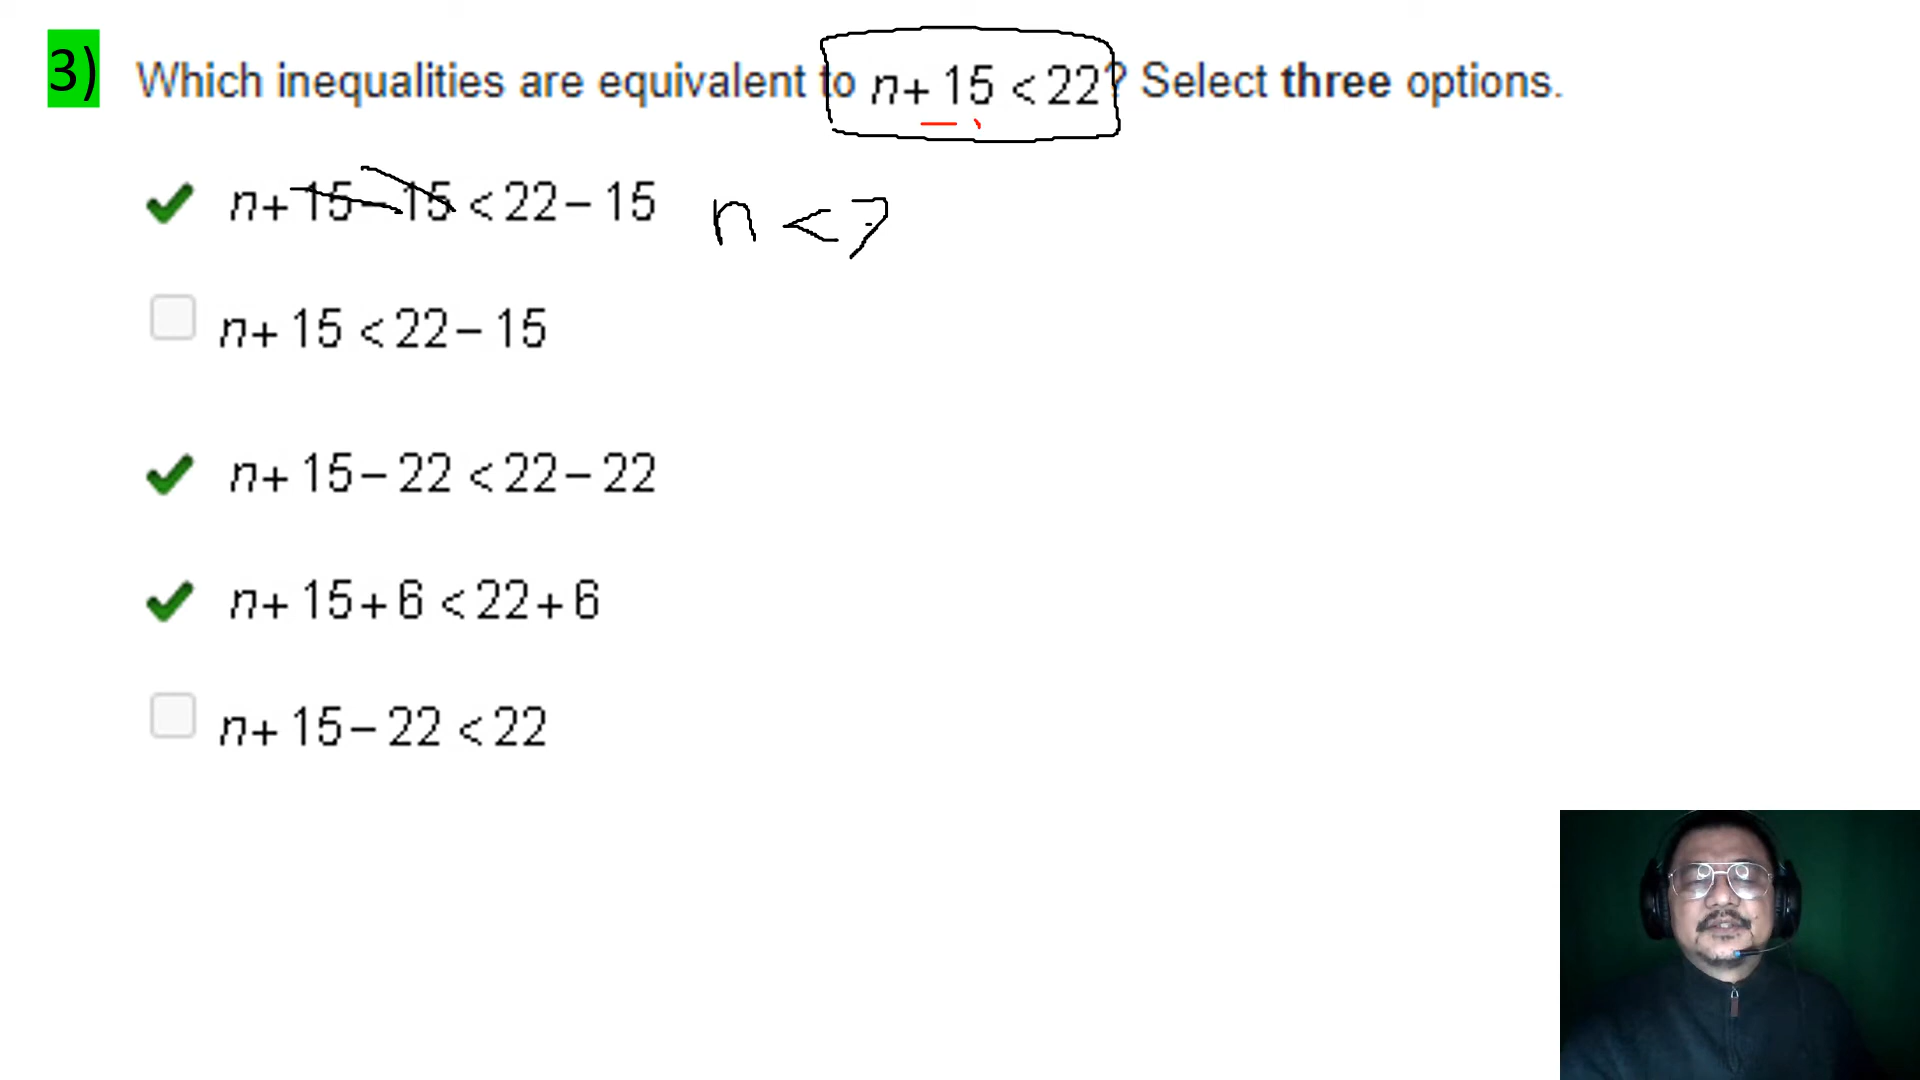 3) Which inequalities are equivalent to n+ 15 < 22? Select three options.
n+ 15− 15 < 22− 15 n < 7
n+ 15 < 22− 15
n+ 15− 22 < 22− 22
n+ 15+ 6 < 22+ 6
n+ 15− 22 < 22